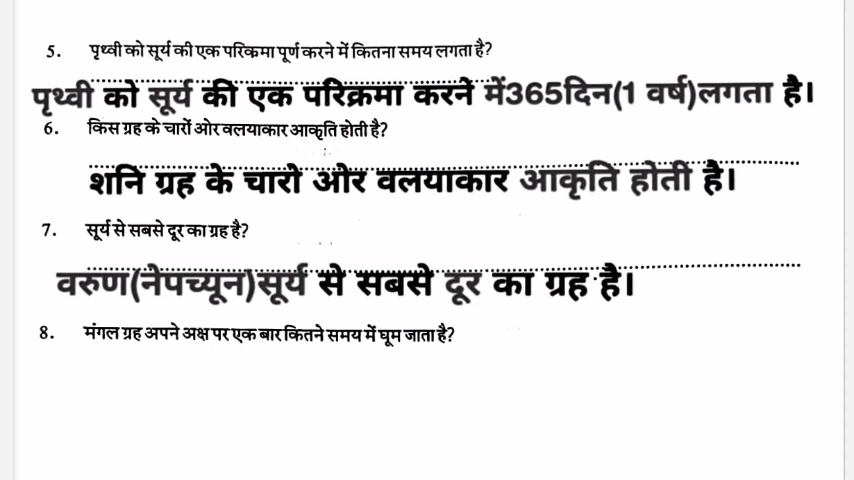 5. पृथ्वी को सूर्य की एक परिक्रमा पूर्ण करने में कितना समय लगता है?
पृथ्वी को सूर्य की एक परिक्रमा करने में365दिन(1 वर्ष)लगता है।
6. किस ग्रह के चारों ओर वलयाकार आकृति होती है?
शनि ग्रह के चारो ओर वलयाकार आकृति होती है।
7. सूर्य से सबसे दूर का ग्रह है?
वरुण(नेपच्यून)सूर्य से सबसे दूर का ग्रह है।
8. मंगल ग्रह अपने अक्ष पर एक बार कितने समय में घूम जाता है?